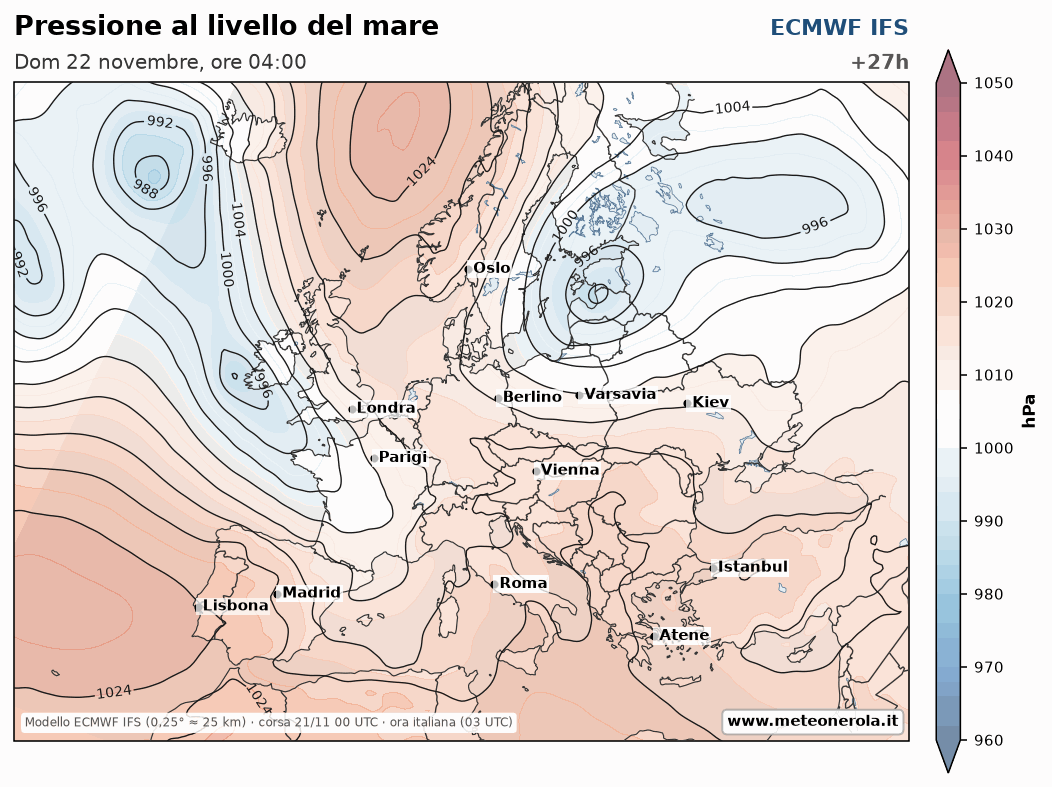 Pressione al livello del mare
ECMWF IFS
Dom 22 novembre, ore 04:00
+27h
1050
1004
992
996
988
1024
1040
996
1004
1000
996
1000
996
1030
992
Oslo
1020
996
1010
Londra
Berlino
Varsavia
Kiev
hPa
1000
Parigi
Vienna
990
Istanbul
Roma
Madrid
980
Lisbona
Atene
970
1024
1024
Modello ECMWF IFS (0,25° ≈ 25 km) · corsa 21/11 00 UTC · ora italiana (03 UTC)
www.meteonerola.it
960